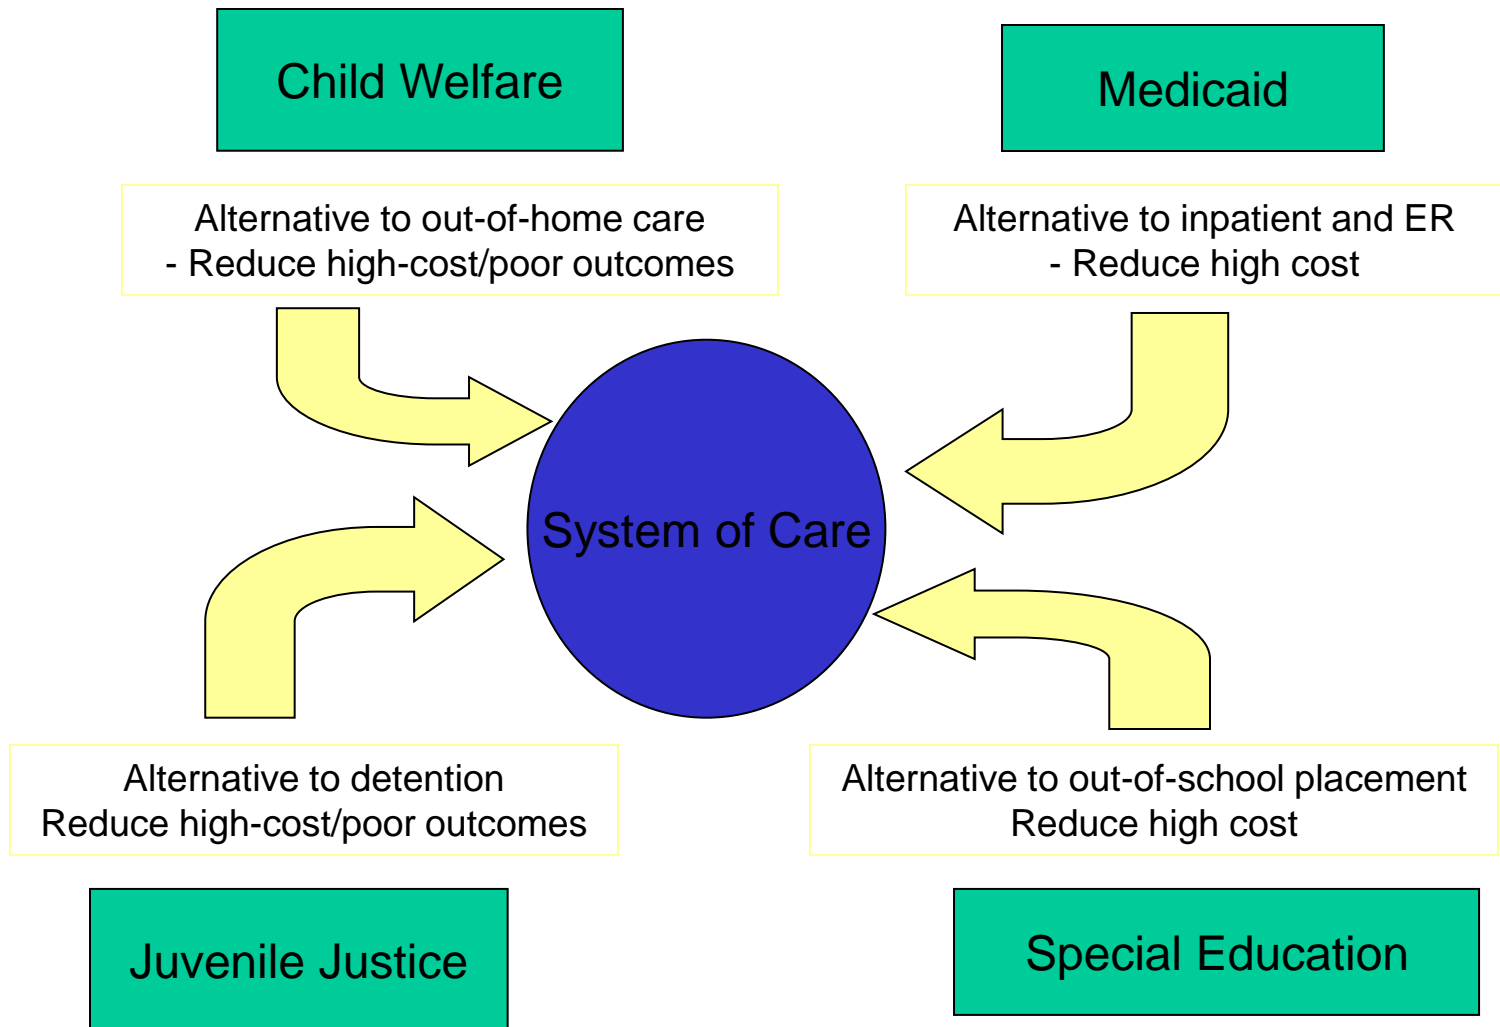 Child Welfare
Medicaid
Alternative to out-of-home care
- Reduce high-cost/poor outcomes
Alternative to inpatient and ER
- Reduce high cost
System of Care
Alternative to detention
Reduce high-cost/poor outcomes
Alternative to out-of-school placement
Reduce high cost
Juvenile Justice
Special Education